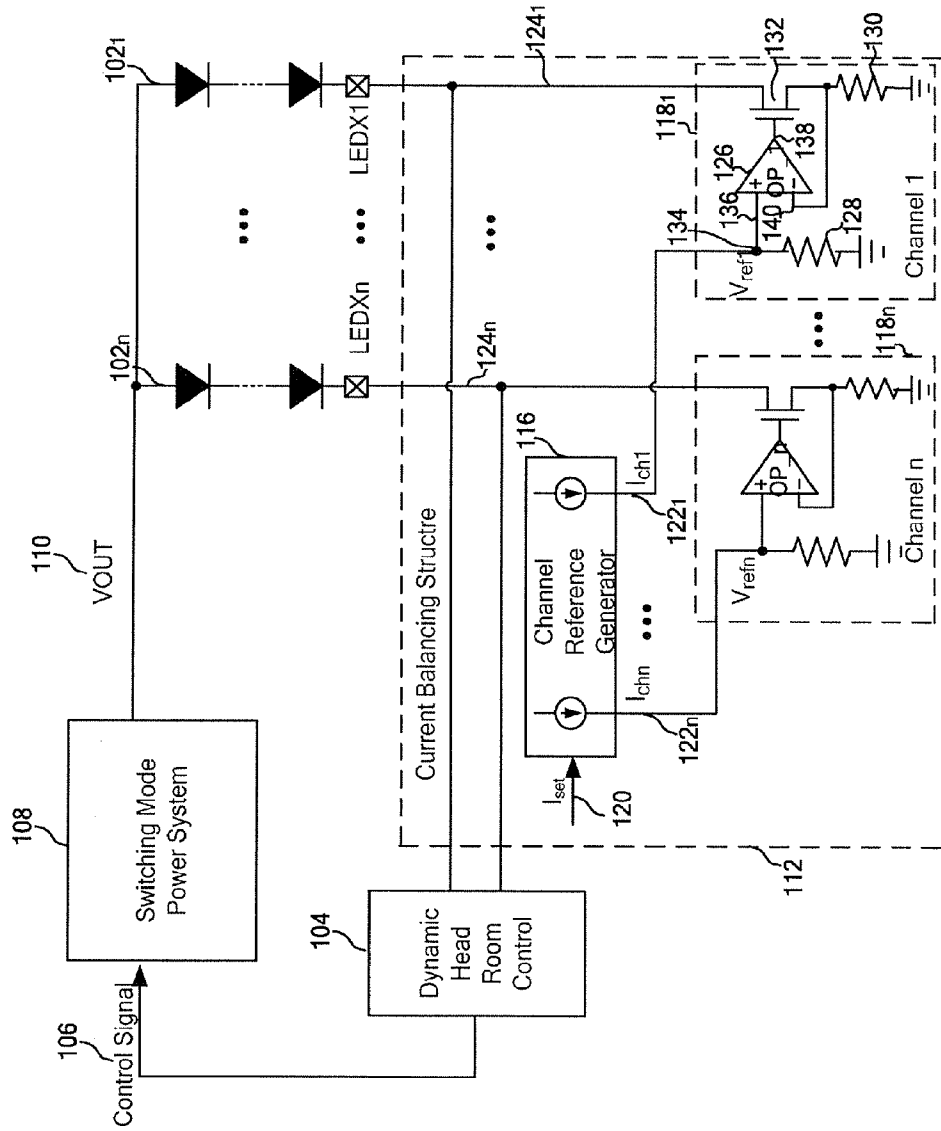 110
VOUT
102n
102₁
108
Switching Mode
Power System
106
Control Signal
LEDXn
LEDX1
124n
124₁
104
Dynamic
Head
Room
Control
Current Balancing Structre
116
Channel
Reference
Generator
Iset
120
Ichn
Ich1
122n
122₁
112
118n
Vrefn
+
OP
−
Channel n
118₁
126
132
138
130
134
136
140
128
Vref1
+
OP
−
Channel 1